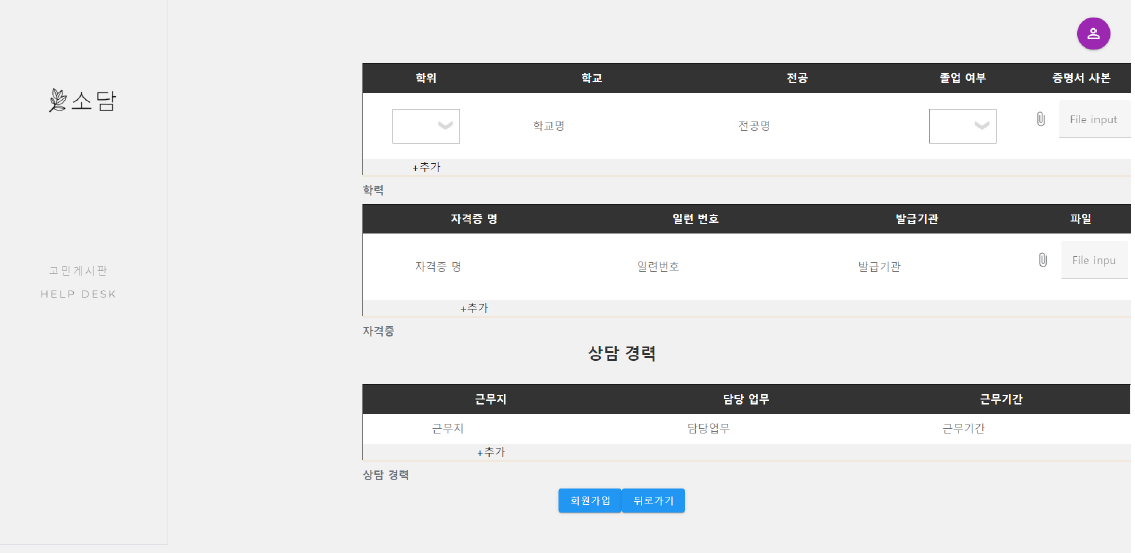 소담
고민게시판
HELP DESK
학위 학교 전공 졸업 여부 증명서 사본
학교명 전공명 File input
+추가
학력
자격증 명 일련 번호 발급기관 파일
자격증 명 일련번호 발급기관 File inpu
+추가
자격증
상담 경력
근무지 담당 업무 근무기간
근무지 담당업무 근무기간
+추가
상담 경력
회원가입 뒤로가기